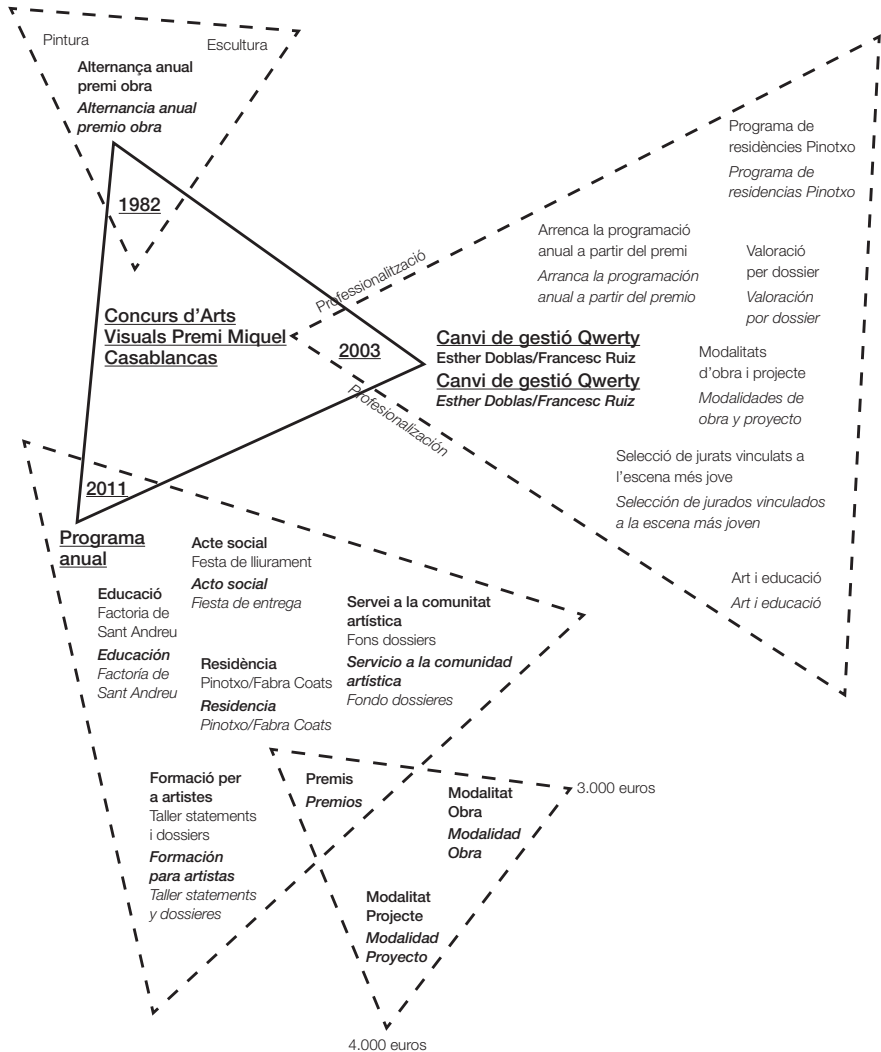 Pintura
Escultura
Alternança anual
premi obra
Alternancia anual
premio obra
1982
Concurs d’Arts
Visuals Premi Miquel
Casablancas
Professionalització
2003
Profesionalización
Canvi de gestió Qwerty
Esther Doblas/Francesc Ruiz
Canvi de gestió Qwerty
Esther Doblas/Francesc Ruiz
Programa de
residències Pinotxo
Programa de
residencias Pinotxo
Arrenca la programació
anual a partir del premi
Arranca la programación
anual a partir del premio
Valoració
per dossier
Valoración
por dossier
Modalitats
d’obra i projecte
Modalidades de
obra y proyecto
Selecció de jurats vinculats a
l’escena més jove
Selección de jurados vinculados
a la escena más joven
Art i educació
Art i educació
2011
Programa
anual
Acte social
Festa de lliurament
Acto social
Fiesta de entrega
Educació
Factoria de
Sant Andreu
Educación
Factoría de
Sant Andreu
Servei a la comunitat
artística
Fons dossiers
Servicio a la comunidad
artística
Fondo dossieres
Residència
Pinotxo/Fabra Coats
Residencia
Pinotxo/Fabra Coats
Formació per
a artistes
Taller statements
i dossiers
Formación
para artistas
Taller statements
y dossieres
Premis
Premios
Modalitat
Obra
Modalidad
Obra
3.000 euros
Modalitat
Projecte
Modalidad
Proyecto
4.000 euros